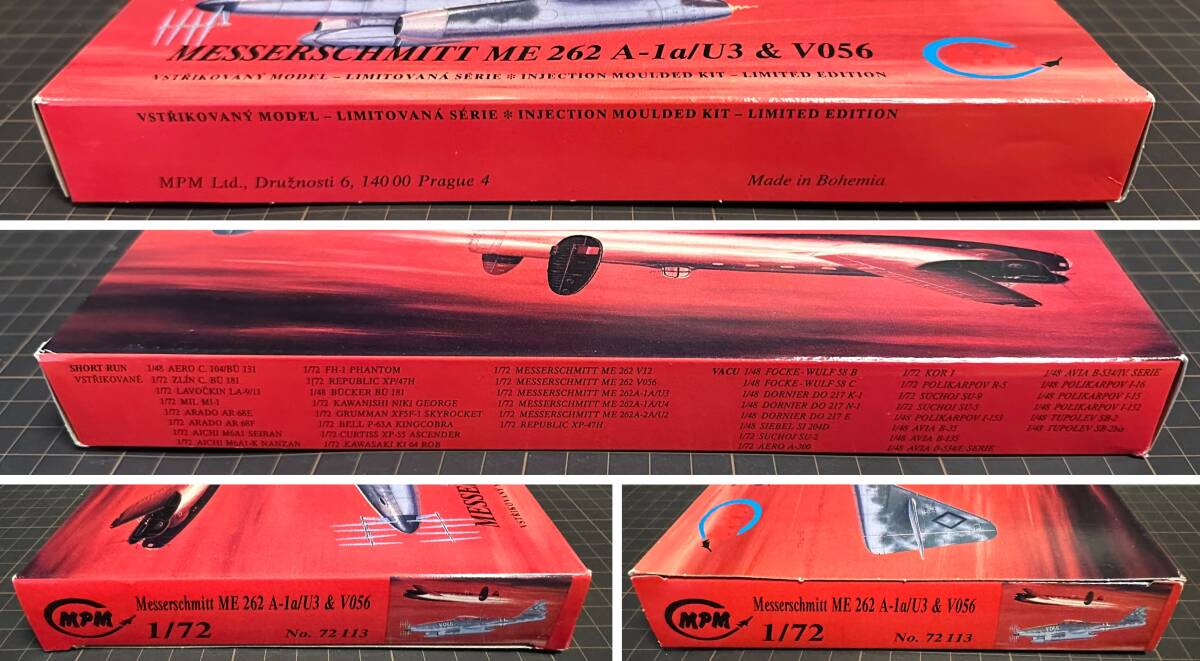 MESSERSCHMITT ME 262 A-1a/U3 & V056
VSTŘIKOVANÝ MODEL – LIMITOVANÁ SÉRIE ❊ INJECTION MOULDED KIT – LIMITED EDITION
VSTŘIKOVANÝ MODEL – LIMITOVANÁ SÉRIE ❊ INJECTION MOULDED KIT – LIMITED EDITION
MPM Ltd., Družnosti 6, 140 00 Prague 4
Made in Bohemia
SHORT RUN
VSTŘIKOVANÉ
1/48 AERO C. 104/BÜ 131
1/72 ZLÍN C. BÜ 181
1/72 LAVOČKIN LA-9/11
1/72 MIL MI-1
1/72 ARADO AR 68E
1/72 ARADO AR 68F
1/72 AICHI M6A1 SEIRAN
1/72 AICHI M6A1-K NANZAN
1/72 FH-1 PHANTOM
1/72 REPUBLIC XP/47H
1/48 BÜCKER BÜ 181
1/72 KAWANISHI NIKI GEORGE
1/72 GRUMMAN XF5F-1 SKYROCKET
1/72 BELL P-63A KINGCOBRA
1/72 CURTISS XP-55 ASCENDER
1/72 KAWASAKI KI 64 ROB
1/72 MESSERSCHMITT ME 262 V12
1/72 MESSERSCHMITT ME 262 V056
1/72 MESSERSCHMITT ME 262A-1A/U3
1/72 MESSERSCHMITT ME 262A-1A/U4
1/72 MESSERSCHMITT ME 262A-2A/U2
1/72 REPUBLIC XP-47H
VACU
1/48 FOCKE-WULF 58 B
1/48 FOCKE-WULF 58 C
1/48 DORNIER DO 217 K-1
1/48 DORNIER DO 217 N-1
1/48 DORNIER DO 217 E
1/48 SIEBEL SI 204D
1/72 SUCHOJ SU-2
1/72 AERO A-300
1/72 KOR 1
1/72 POLIKARPOV R-5
1/72 SUCHOJ SU-9
1/72 SUCHOJ SU-5
1/48 POLIKARPOV I-153
1/48 AVIA B-35
1/48 AVIA B-135
1/48 AVIA B-534/I. SERIE
1/48 AVIA B-534/IV. SERIE
1/48 POLIKARPOV I-16
1/48 POLIKARPOV I-15
1/48 POLIKARPOV I-152
1/48 TUPOLEV SB-2
1/48 TUPOLEV SB-2bis
MESSE
VSTŘIKOVANÝ
MPM
Messerschmitt ME 262 A-1a/U3 & V056
1/72
No. 72 113
V056
MPM
Messerschmitt ME 262 A-1a/U3 & V056
1/72
No. 72 113
V056